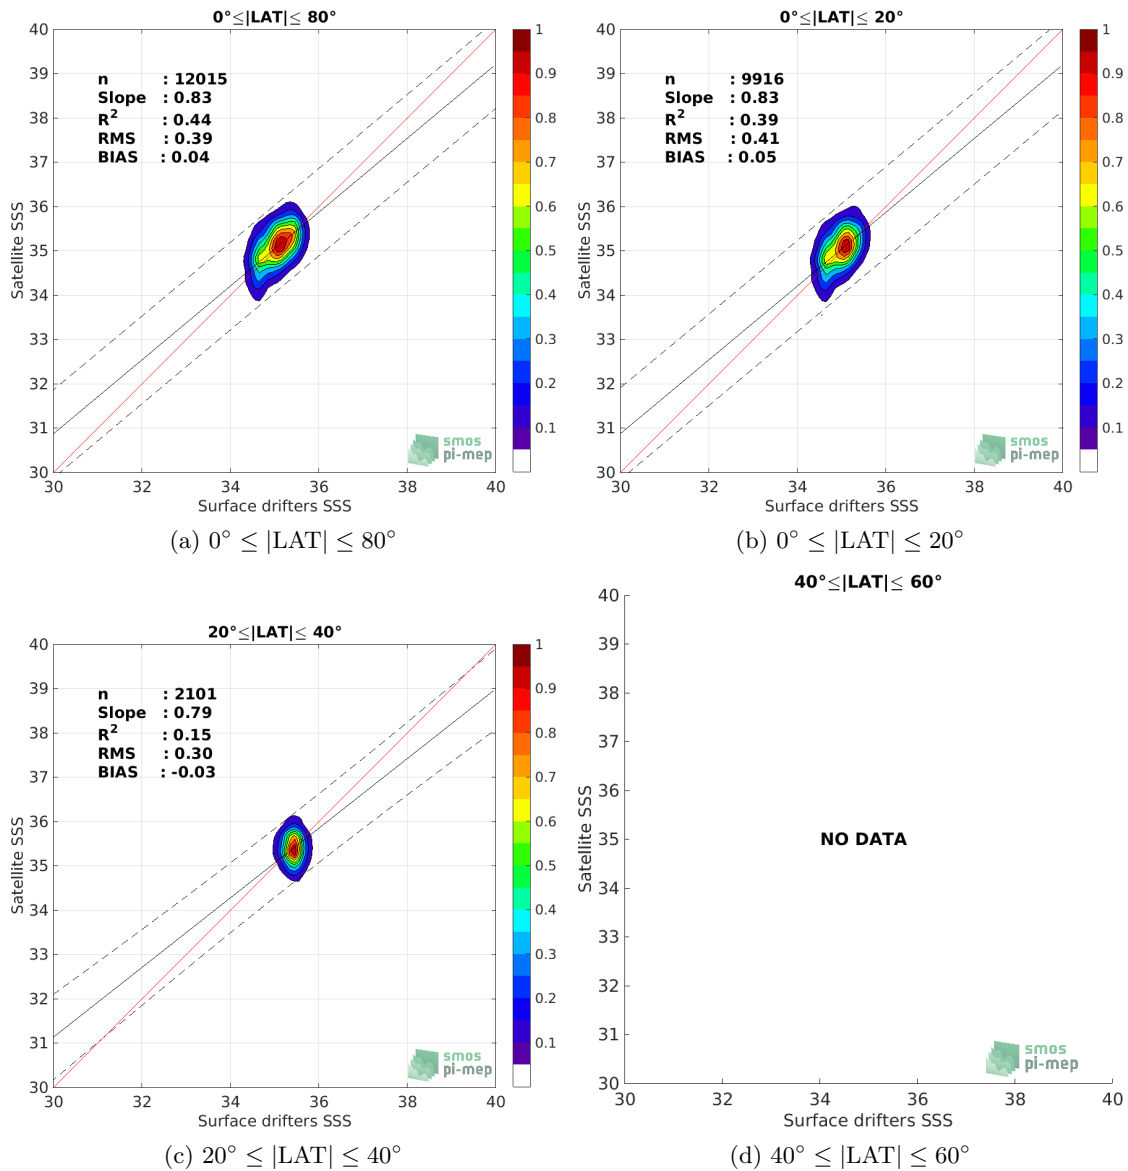 0°≤|LAT|≤ 80°
40
39
38
37
36
35
34
33
32
31
30
Satellite SSS
n : 12015
Slope : 0.83
R² : 0.44
RMS : 0.39
BIAS : 0.04
1
0.9
0.8
0.7
0.6
0.5
0.4
0.3
0.2
0.1
smos
pi-mep
30 32 34 36 38 40
Surface drifters SSS
(a) 0° ≤ |LAT| ≤ 80°
0°≤|LAT|≤ 20°
40
39
38
37
36
35
34
33
32
31
30
Satellite SSS
n : 9916
Slope : 0.83
R² : 0.39
RMS : 0.41
BIAS : 0.05
1
0.9
0.8
0.7
0.6
0.5
0.4
0.3
0.2
0.1
smos
pi-mep
30 32 34 36 38 40
Surface drifters SSS
(b) 0° ≤ |LAT| ≤ 20°
20°≤|LAT|≤ 40°
40
39
38
37
36
35
34
33
32
31
30
Satellite SSS
n : 2101
Slope : 0.79
R² : 0.15
RMS : 0.30
BIAS : -0.03
1
0.9
0.8
0.7
0.6
0.5
0.4
0.3
0.2
0.1
smos
pi-mep
30 32 34 36 38 40
Surface drifters SSS
(c) 20° ≤ |LAT| ≤ 40°
40°≤|LAT|≤ 60°
40
39
38
37
36
35
34
33
32
31
30
Satellite SSS
NO DATA
smos
pi-mep
30 32 34 36 38 40
Surface drifters SSS
(d) 40° ≤ |LAT| ≤ 60°